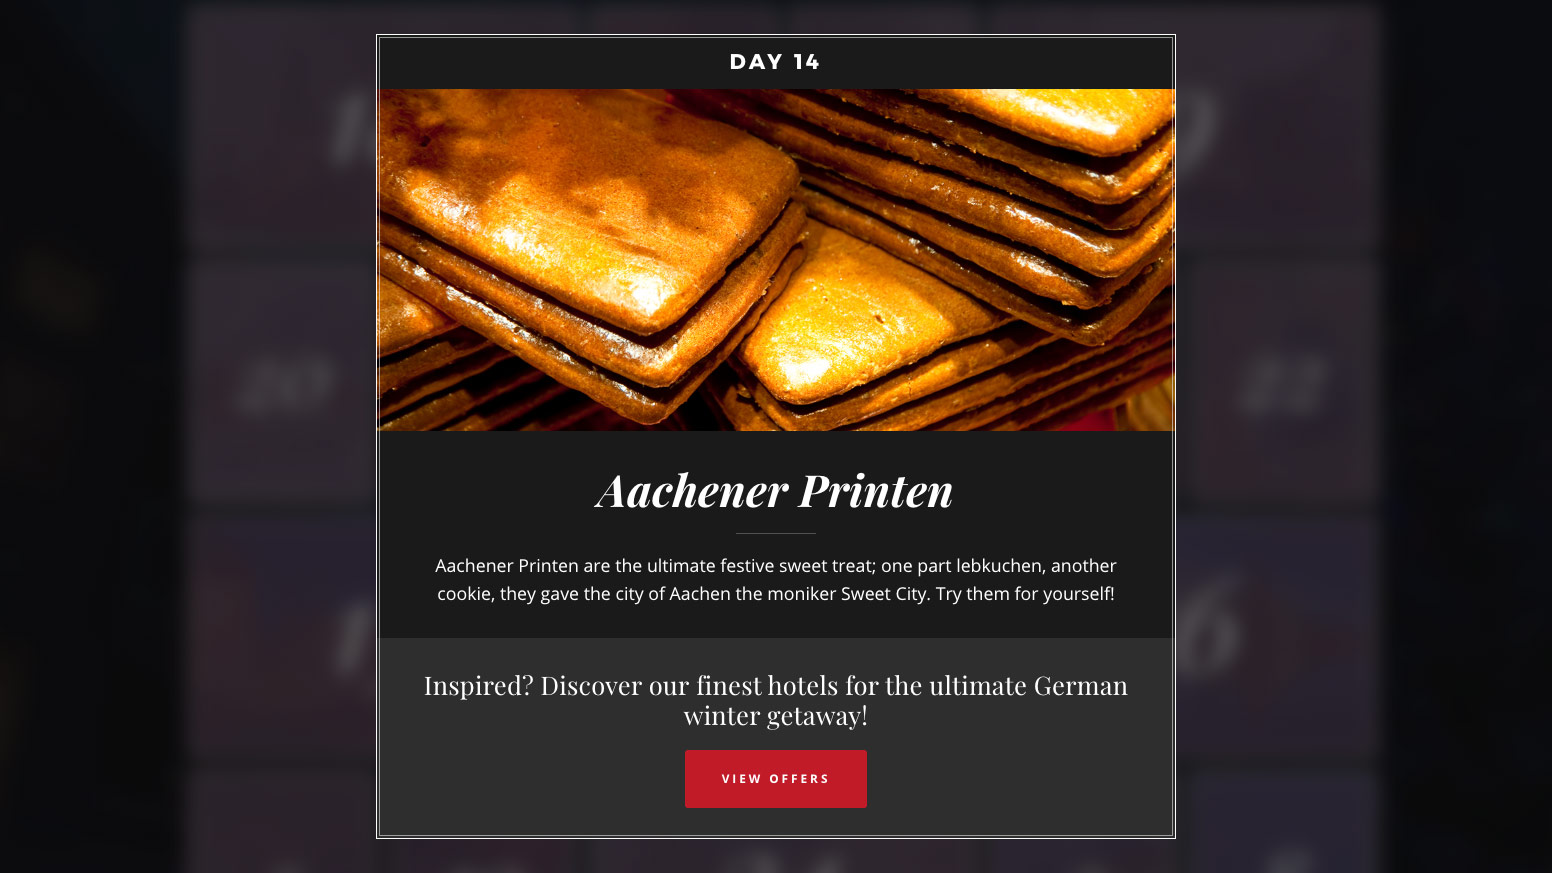 DAY 14
Aachener Printen
Aachener Printen are the ultimate festive sweet treat; one part lebkuchen, another
cookie, they gave the city of Aachen the moniker Sweet City. Try them for yourself!
Inspired? Discover our finest hotels for the ultimate German
winter getaway!
VIEW OFFERS
20
22